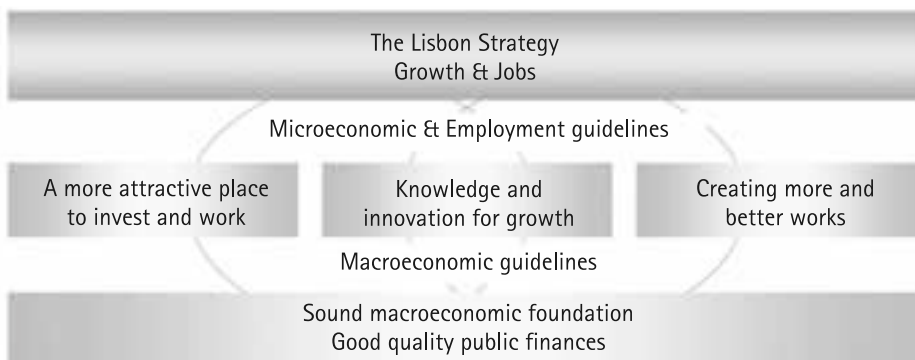 The Lisbon Strategy
Growth & Jobs
Microeconomic & Employment guidelines
A more attractive place
to invest and work
Knowledge and
innovation for growth
Creating more and
better works
Macroeconomic guidelines
Sound macroeconomic foundation
Good quality public finances